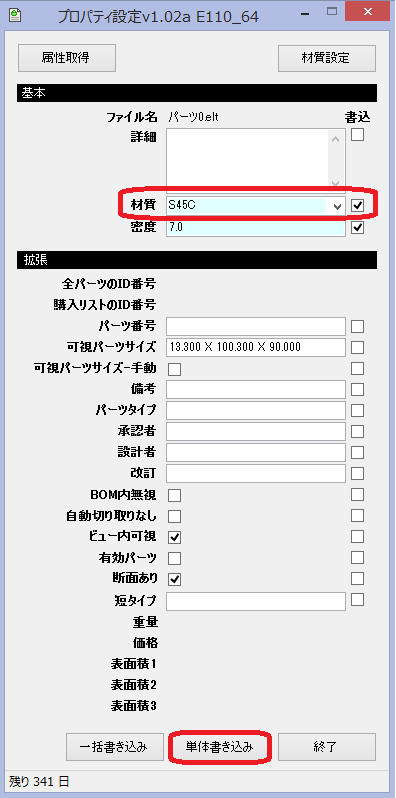 プロパティ設定v1.02a E110_64
属性取得 材質設定
基本
ファイル名 パーツ0.elt 書込
詳細
材質 S45C
密度 7.0
拡張
全パーツのID番号
購入リストのID番号
パーツ番号
可視パーツサイズ 13.300 X 100.300 X 90.000
可視パーツサイズ-手動
備考
パーツタイプ
承認者
設計者
改訂
BOM内無視
自動切り取りなし
ビュー内可視
有効パーツ
断面あり
短タイプ
重量
価格
表面積1
表面積2
表面積3
一括書き込み 単体書き込み 終了
残り 341 日